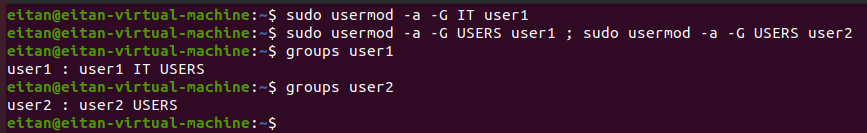 eitan@eitan-virtual-machine:~$ sudo usermod -a -G IT user1
eitan@eitan-virtual-machine:~$ sudo usermod -a -G USERS user1 ; sudo usermod -a -G USERS user2
eitan@eitan-virtual-machine:~$ groups user1
user1 : user1 IT USERS
eitan@eitan-virtual-machine:~$ groups user2
user2 : user2 USERS
eitan@eitan-virtual-machine:~$